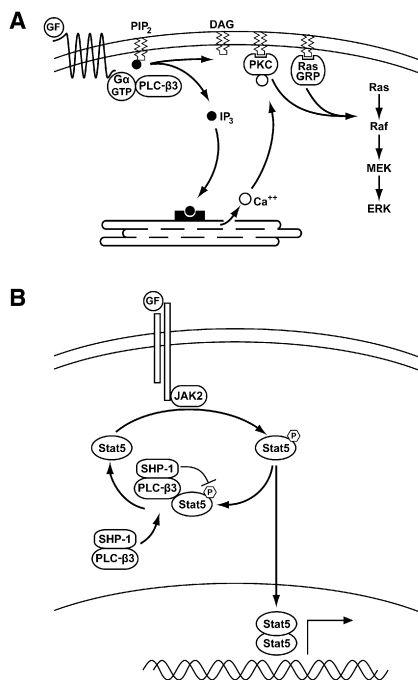 A
GF
PIP2
DAG
Gα
GTP
PLC-β3
PKC
Ras
GRP
IP3
Ca++
Ras
Raf
MEK
ERK
B
GF
JAK2
Stat5
Stat5
P
SHP-1
PLC-β3
Stat5
P
SHP-1
PLC-β3
Stat5
Stat5